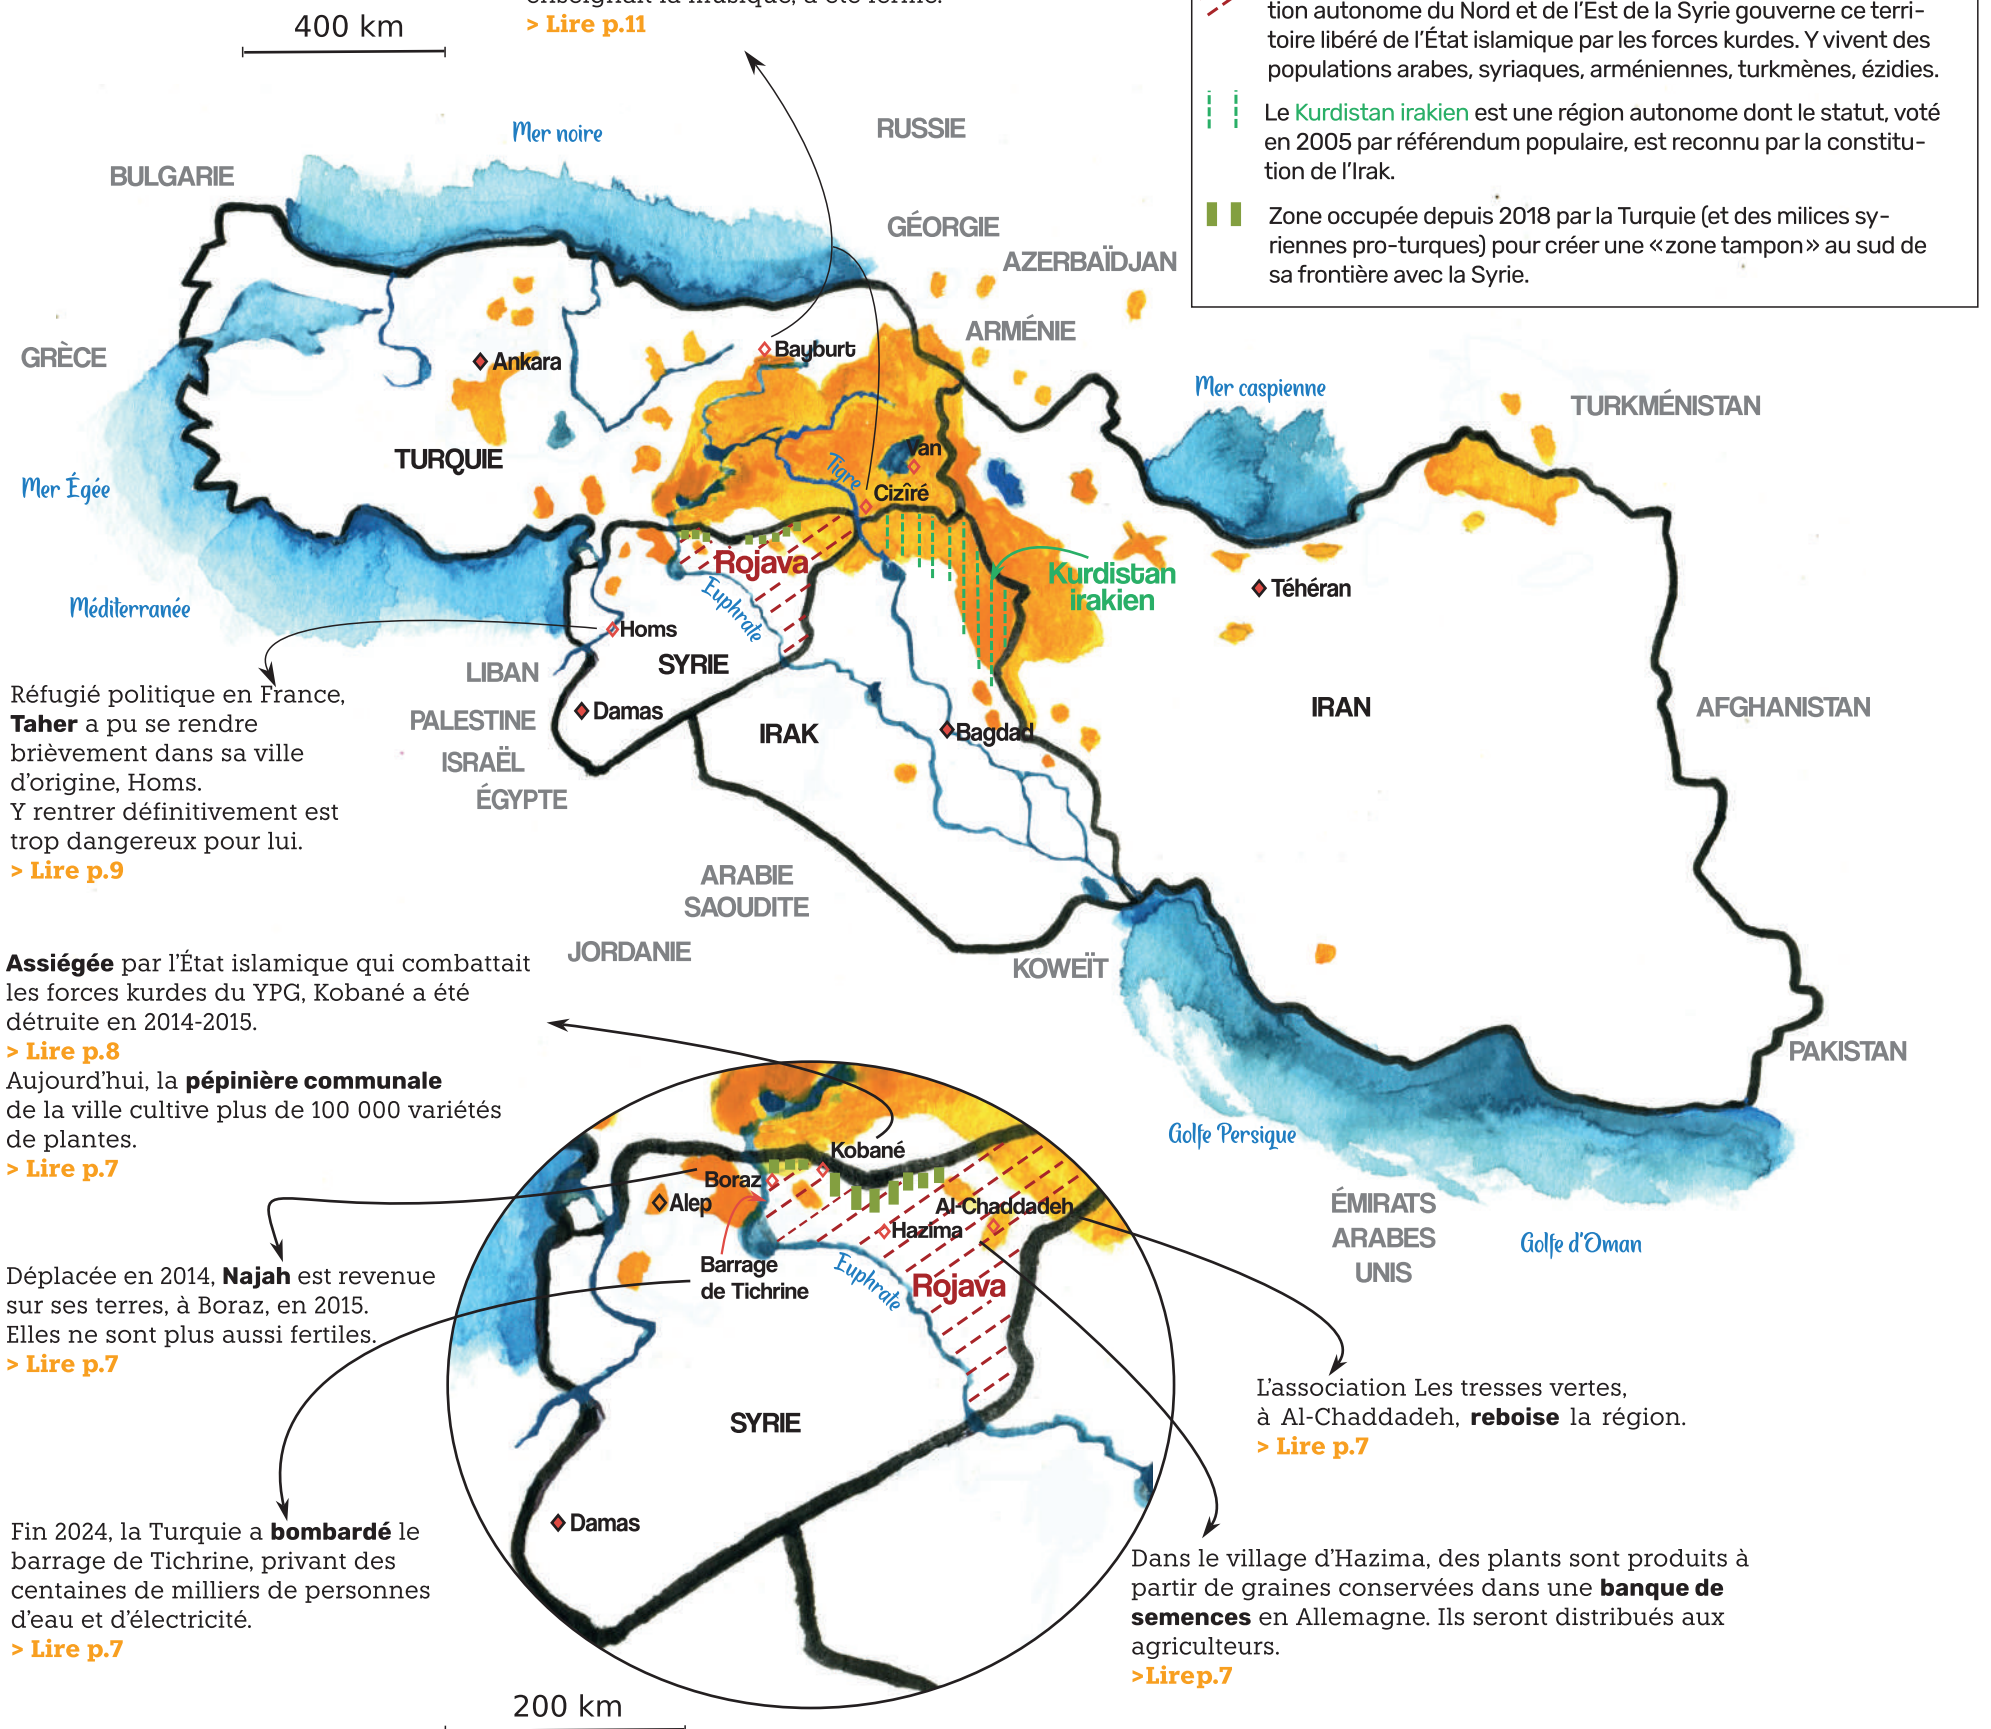 400 km
> Lire p.11
tion autonome du Nord et de l'Est de la Syrie gouverne ce terri-
toire libéré de l'État islamique par les forces kurdes. Y vivent des
populations arabes, syriaques, arméniennes, turkmènes, ézidies.
Le Kurdistan irakien est une région autonome dont le statut, voté
en 2005 par référendum populaire, est reconnu par la constitu-
tion de l'Irak.
Zone occupée depuis 2018 par la Turquie (et des milices sy-
riennes pro-turques) pour créer une «zone tampon» au sud de
sa frontière avec la Syrie.
Mer noire
RUSSIE
BULGARIE
GÉORGIE
AZERBAÏDJAN
ARMÉNIE
GRÈCE
Ankara
Bayburt
Mer caspienne
TURKMÉNISTAN
TURQUIE
Van
Tigre
Mer Égée
Cizîré
Rojava
Kurdistan
irakien
Téhéran
Euphrate
Méditerranée
Homs
SYRIE
LIBAN
Damas
PALESTINE
IRAK
Bagdad
IRAN
AFGHANISTAN
ISRAËL
ÉGYPTE
Réfugié politique en France,
Taher a pu se rendre
brièvement dans sa ville
d'origine, Homs.
Y rentrer définitivement est
trop dangereux pour lui.
> Lire p.9
ARABIE
SAOUDITE
JORDANIE
KOWEÏT
PAKISTAN
Golfe Persique
ÉMIRATS
ARABES
UNIS
Golfe d'Oman
Assiégée par l'État islamique qui combattait
les forces kurdes du YPG, Kobané a été
détruite en 2014-2015.
> Lire p.8
Aujourd'hui, la pépinière communale
de la ville cultive plus de 100 000 variétés
de plantes.
> Lire p.7
Kobané
Boraz
Alep
Al-Chaddadeh
Hazima
Barrage
de Tichrine
Euphrate
Rojava
SYRIE
Damas
Déplacée en 2014, Najah est revenue
sur ses terres, à Boraz, en 2015.
Elles ne sont plus aussi fertiles.
> Lire p.7
L'association Les tresses vertes,
à Al-Chaddadeh, reboise la région.
> Lire p.7
Fin 2024, la Turquie a bombardé le
barrage de Tichrine, privant des
centaines de milliers de personnes
d'eau et d'électricité.
> Lire p.7
Dans le village d'Hazima, des plants sont produits à
partir de graines conservées dans une banque de
semences en Allemagne. Ils seront distribués aux
agriculteurs.
>Lire p.7
200 km